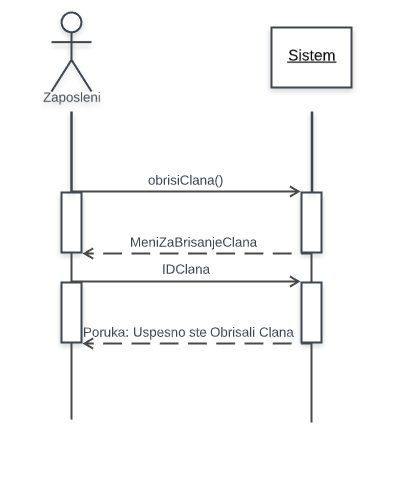 Zaposleni
Sistem
obrisiClana()
MeniZaBrisanjeClana
IDClana
Poruka: Uspesno ste Obrisali Clana